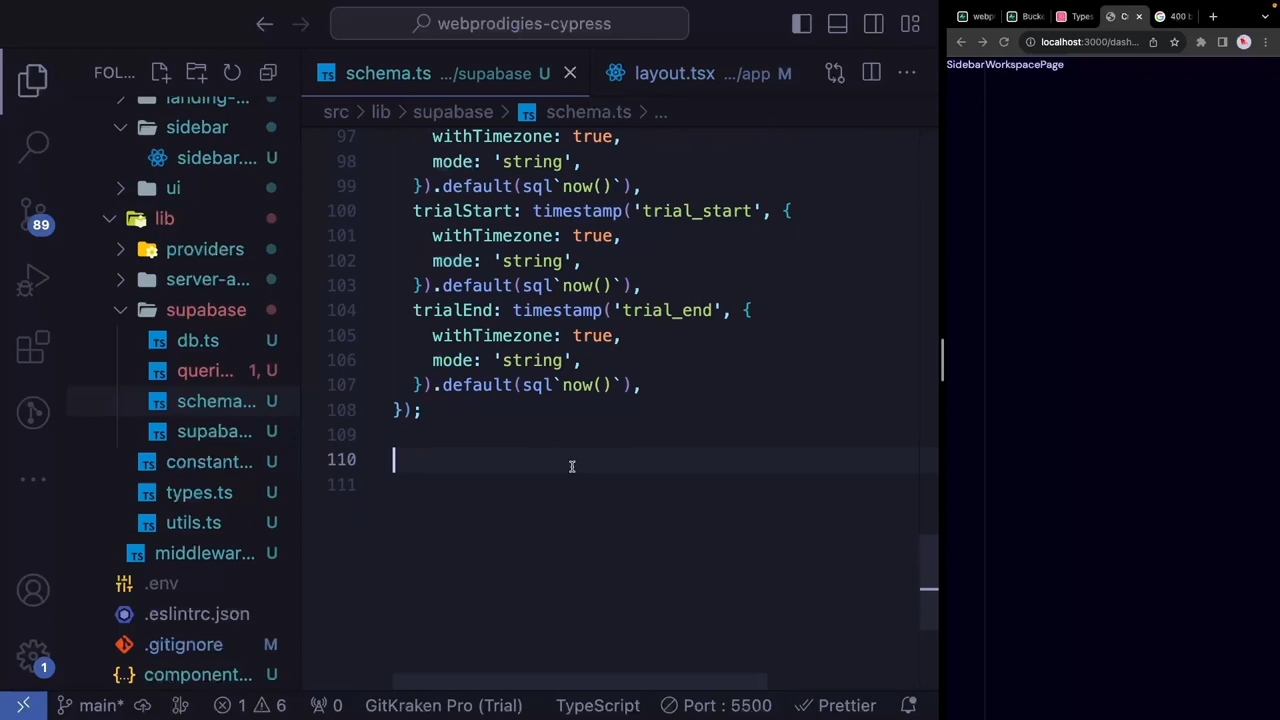 webprodigies-cypress
webp
Buck
Types
C
400 b
localhost:3000/dash...
SidebarWorkspacePage
FOL...
schema.ts .../supabase U
layout.tsx .../app M
src > lib > supabase > schema.ts > ...
landing-...
sidebar
sidebar.... U
ui
lib
providers
server-a...
supabase
db.ts U
queri... 1, U
schema... U
supaba... U
constant... U
types.ts U
utils.ts U
middlewar... U
.env
.eslintrc.json
.gitignore M
component... U
89
1
97 withTimezone: true,
98 mode: 'string',
99 }).default(sql`now()`),
100 trialStart: timestamp('trial_start', {
101 withTimezone: true,
102 mode: 'string',
103 }).default(sql`now()`),
104 trialEnd: timestamp('trial_end', {
105 withTimezone: true,
106 mode: 'string',
107 }).default(sql`now()`),
108 });
109
110
111
main* 1 6 0 GitKraken Pro (Trial) TypeScript Port : 5500 Prettier